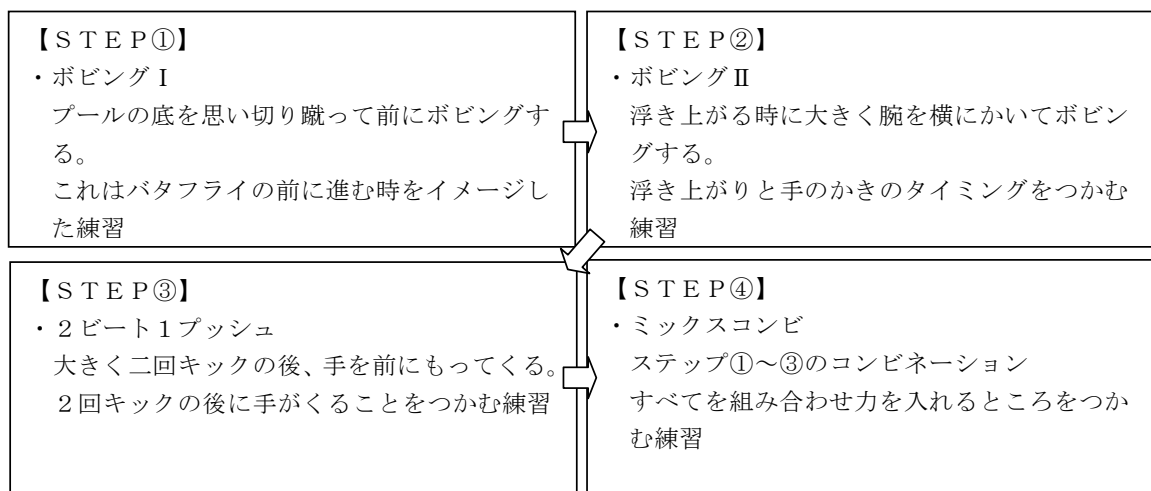 【ＳＴＥＰ①】
・ボビングⅠ
プールの底を思い切り蹴って前にボビングす
る。
これはバタフライの前に進む時をイメージし
た練習
【ＳＴＥＰ②】
・ボビングⅡ
浮き上がる時に大きく腕を横にかいてボビン
グする。
浮き上がりと手のかきのタイミングをつかむ
練習
【ＳＴＥＰ③】
・２ビート１プッシュ
大きく二回キックの後、手を前にもってくる。
２回キックの後に手がくることをつかむ練習
【ＳＴＥＰ④】
・ミックスコンビ
ステップ①～③のコンビネーション
すべてを組み合わせ力を入れるところをつか
む練習